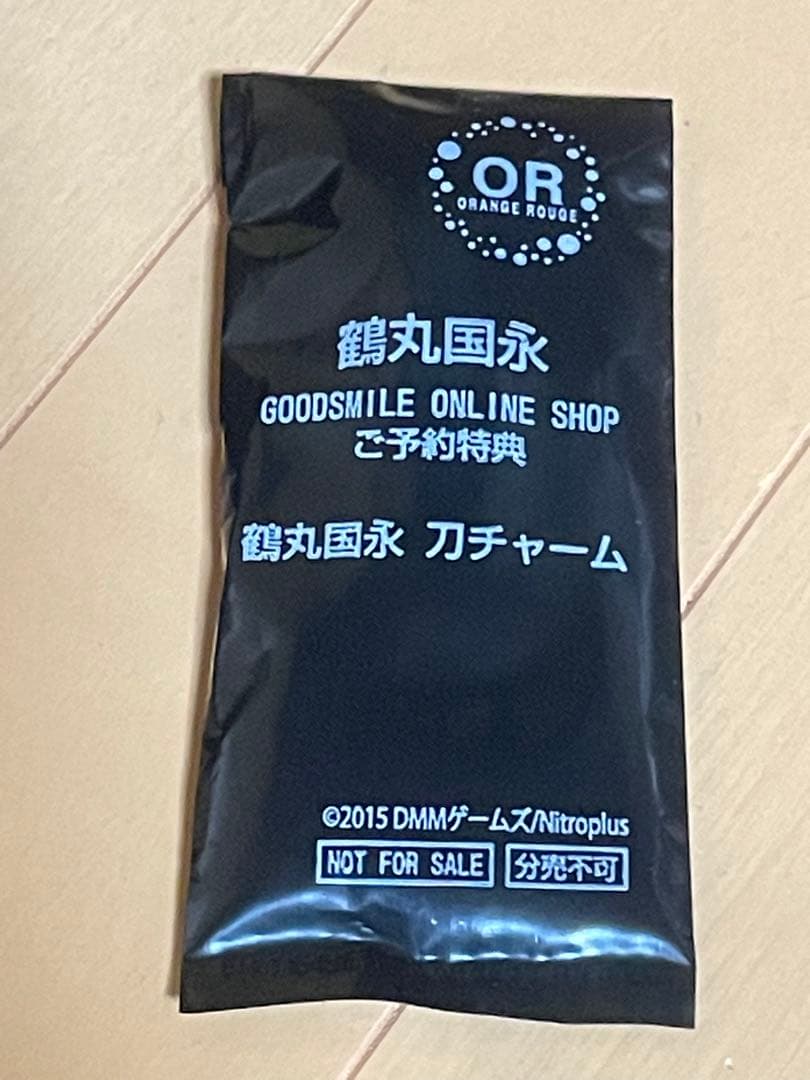 OR
ORANGE ROUGE
鶴丸国永
GOODSMILE ONLINE SHOP
ご予約特典
鶴丸国永 刀チャーム
©2015 DMMゲームズ/Nitroplus
NOT FOR SALE 分売不可